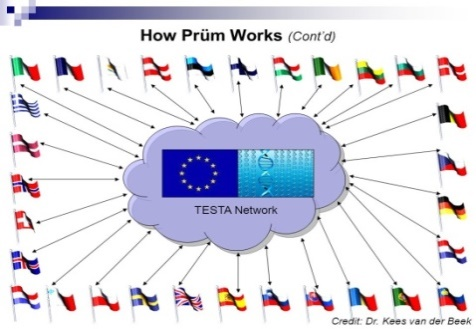 How Prüm Works (Cont'd)
TESTA Network
Credit: Dr. Kees van der Beek